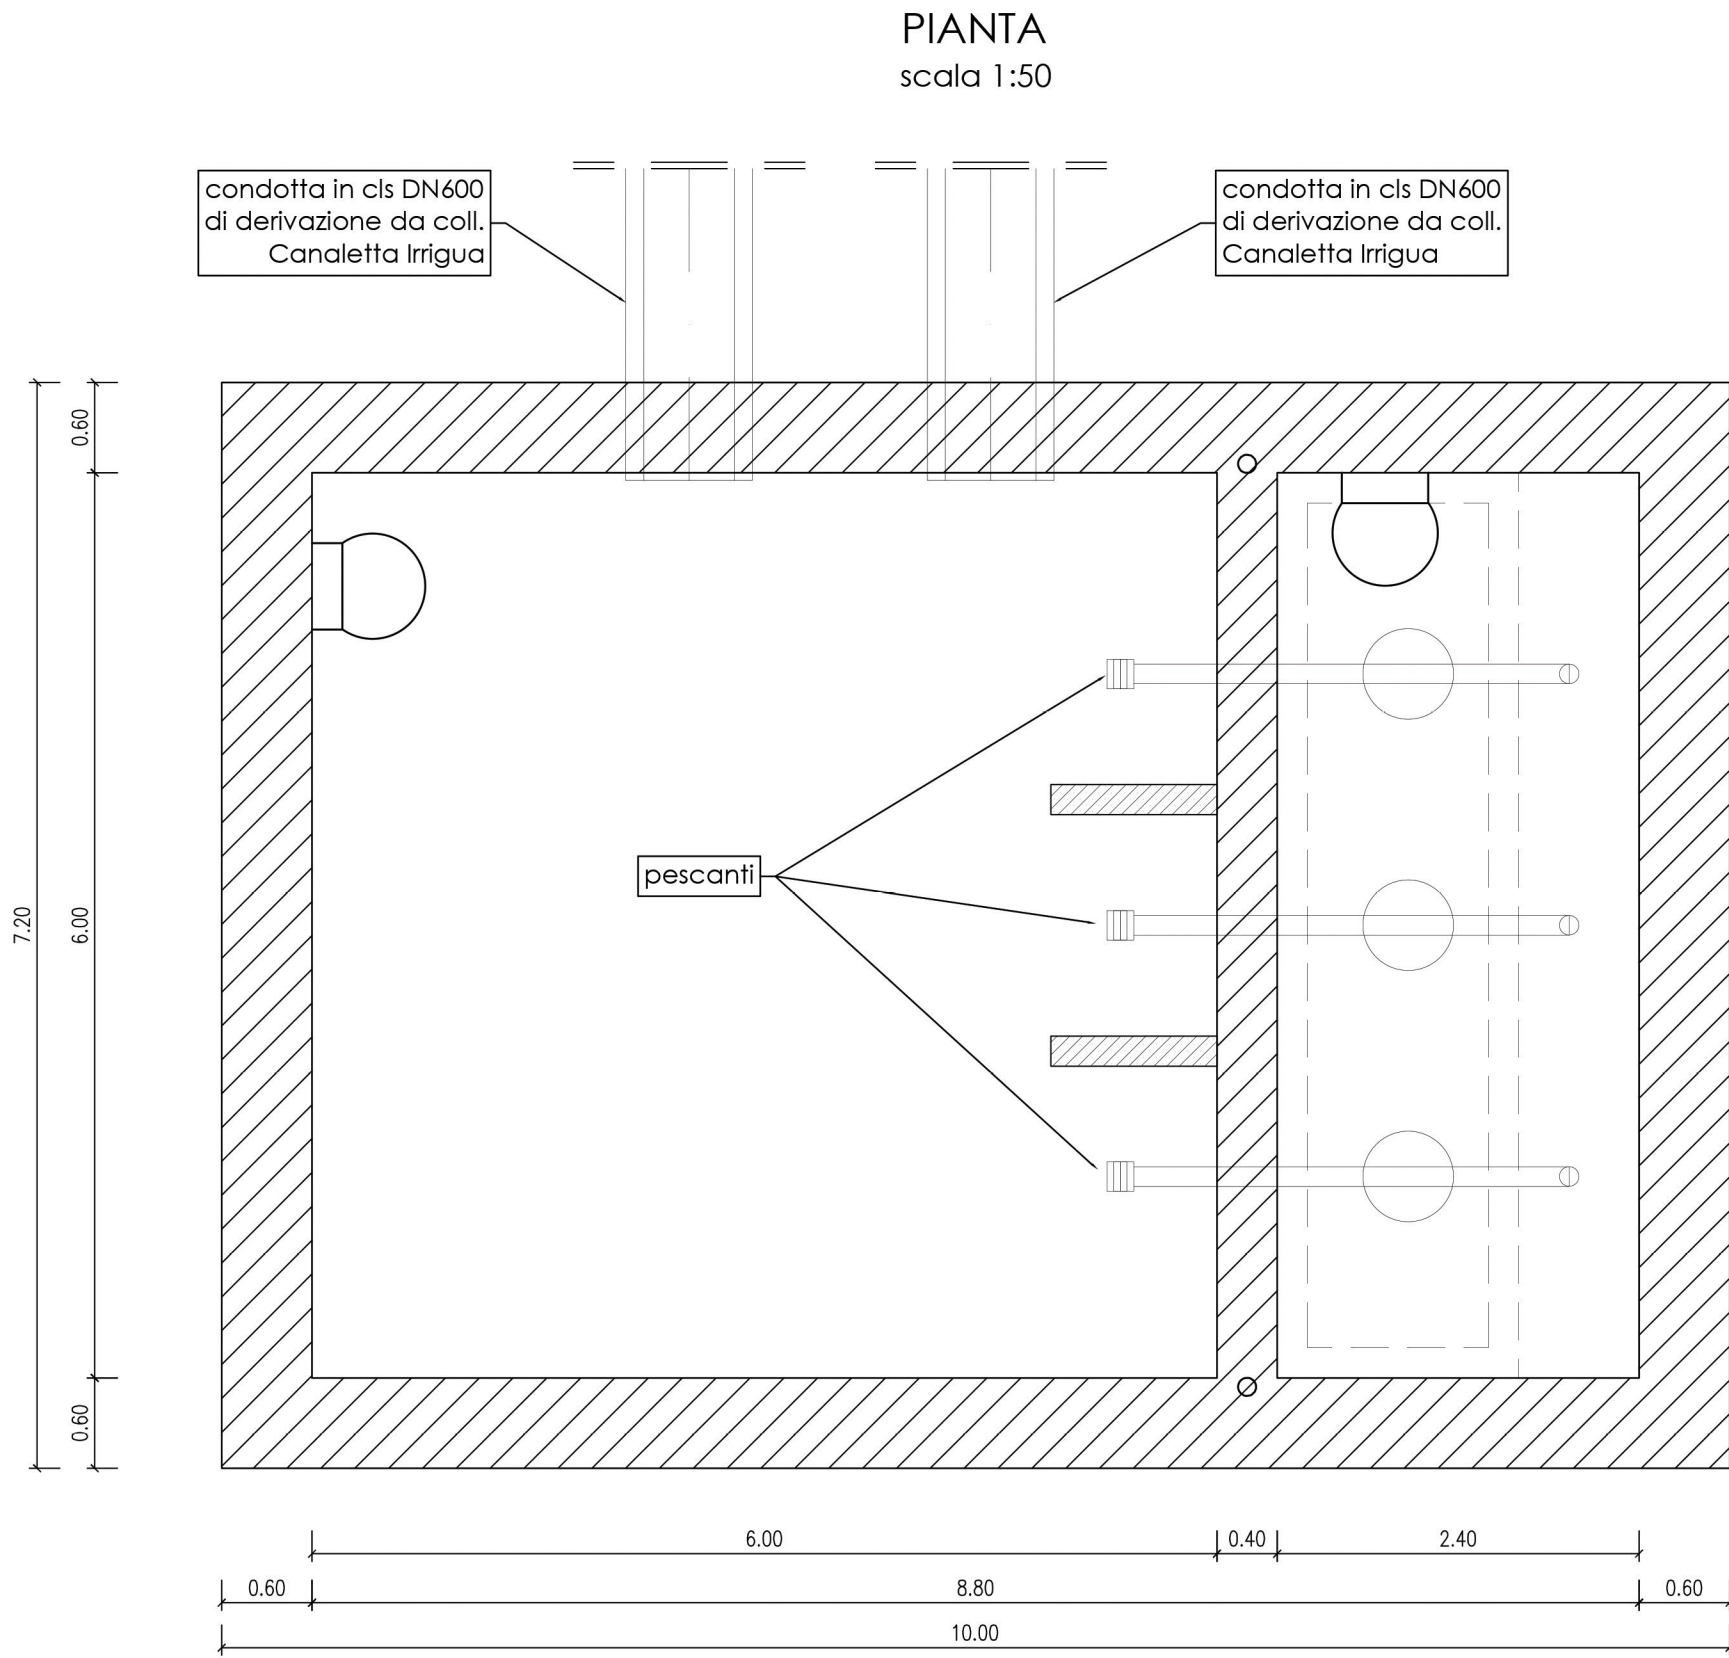 PIANTA
scala 1:50
condotta in cls DN600
di derivazione da coll.
Canaletta Irrigua
condotta in cls DN600
di derivazione da coll.
Canaletta Irrigua
0.60
7.20
6.00
0.60
pescanti
6.00
0.40
2.40
0.60
8.80
0.60
10.00